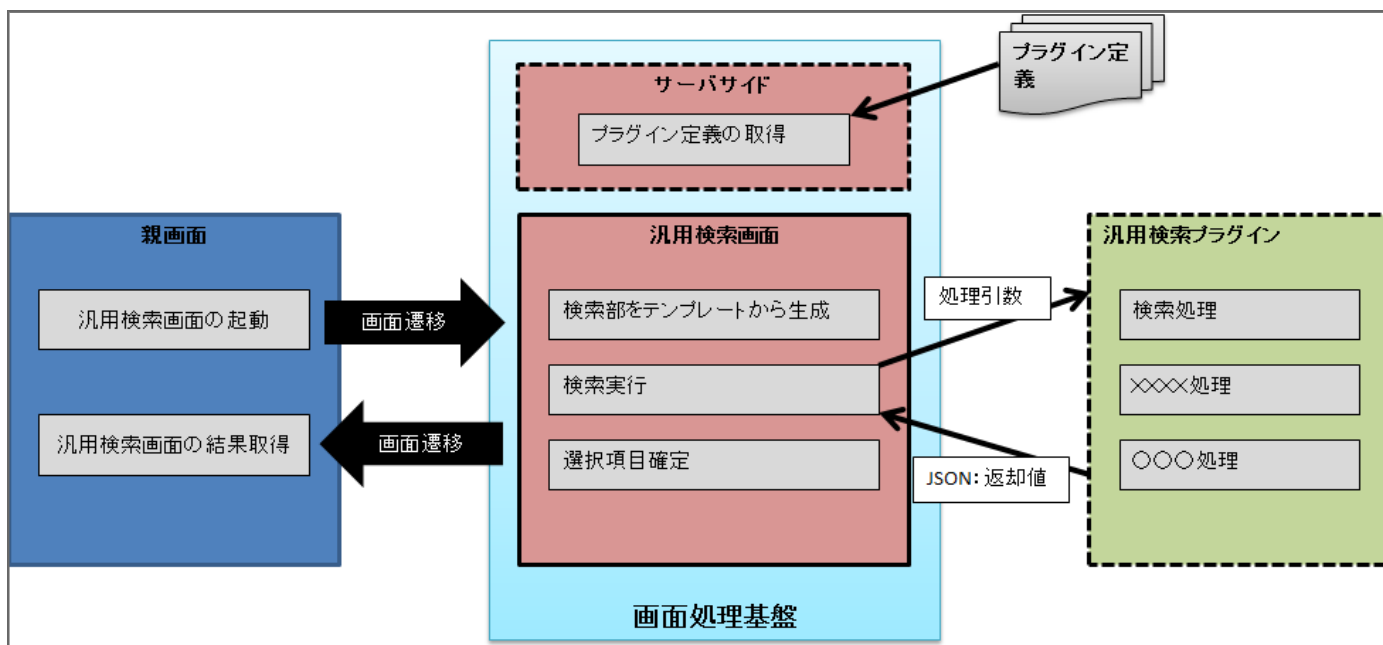 プラグイン定
義
サーバサイド
プラグイン定義の取得
親画面
汎用検索画面の起動
汎用検索画面の結果取得
画面遷移
画面遷移
汎用検索画面
検索部をテンプレートから生成
検索実行
選択項目確定
処理引数
JSON：返却値
汎用検索プラグイン
検索処理
××××処理
○○○処理
画面処理基盤